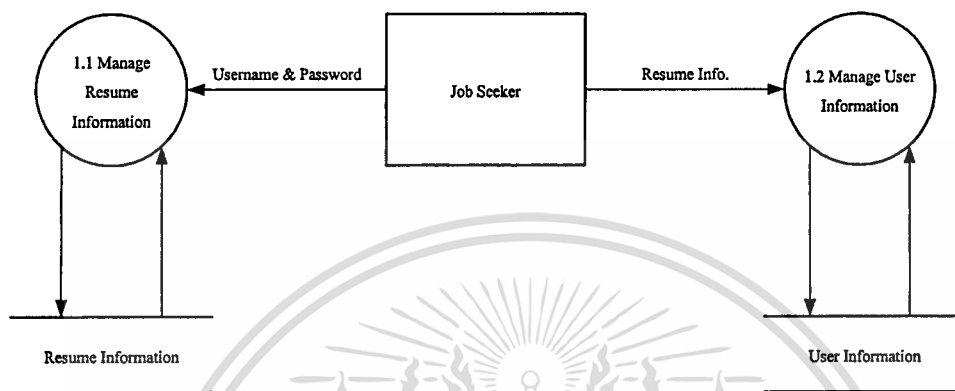 1.1 Manage
Resume
Information
Username & Password
Job Seeker
Resume Info.
1.2 Manage User
Information
Resume Information
User Information